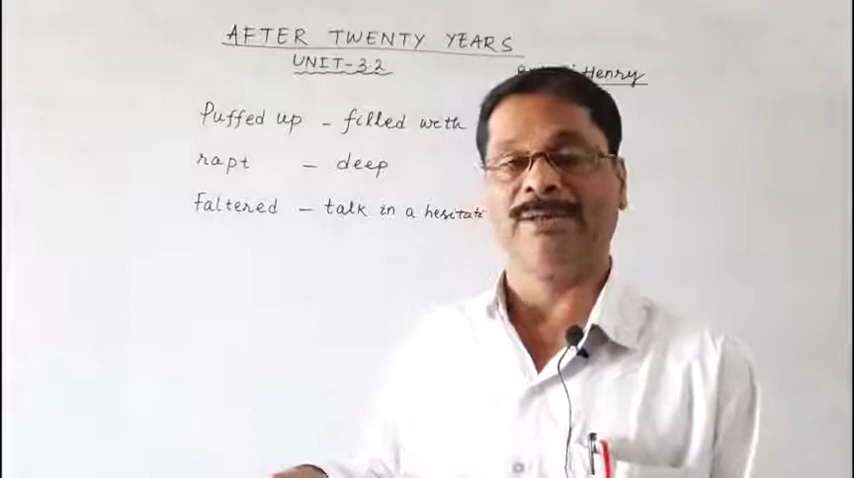 AFTER TWENTY YEARS
UNIT-3.2
Henry
Puffed up - filled with
rapt - deep
faltered - talk in a